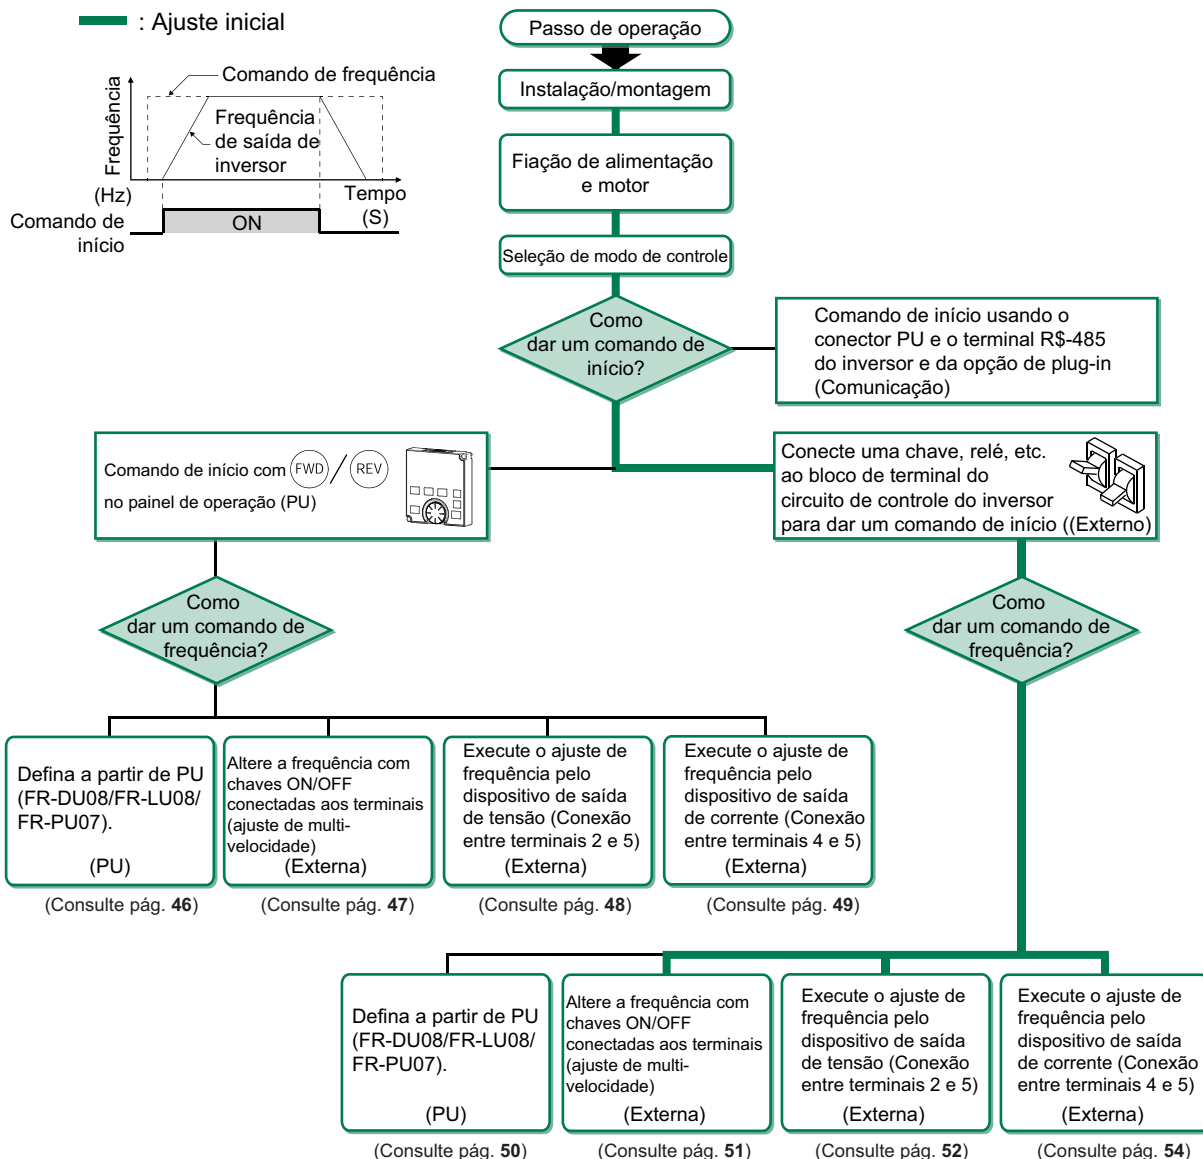 : Ajuste inicial
Comando de frequência
Frequência
de saída de
inversor
Frequência
(Hz)
Tempo
(S)
Comando de
início
ON
Passo de operação
Instalação/montagem
Fiação de alimentação
e motor
Seleção de modo de controle
Como
dar um comando de
início?
Comando de início usando o
conector PU e o terminal R$-485
do inversor e da opção de plug-in
(Comunicação)
Comando de início com FWD / REV
no painel de operação (PU)
Conecte uma chave, relé, etc.
ao bloco de terminal do
circuito de controle do inversor
para dar um comando de início ((Externo)
Como
dar um comando de
frequência?
Como
dar um comando de
frequência?
Defina a partir de PU
(FR-DU08/FR-LU08/
FR-PU07).
(PU)
(Consulte pág. 46)
Altere a frequência com
chaves ON/OFF
conectadas aos terminais
(ajuste de multi-
velocidade)
(Externa)
(Consulte pág. 47)
Execute o ajuste de
frequência pelo
dispositivo de saída
de tensão (Conexão
entre terminais 2 e 5)
(Externa)
(Consulte pág. 48)
Execute o ajuste de
frequência pelo
dispositivo de saída
de corrente (Conexão
entre terminais 4 e 5)
(Externa)
(Consulte pág. 49)
Defina a partir de PU
(FR-DU08/FR-LU08/
FR-PU07).
(PU)
(Consulte pág. 50)
Altere a frequência com
chaves ON/OFF
conectadas aos terminais
(ajuste de multi-
velocidade)
(Externa)
(Consulte pág. 51)
Execute o ajuste de
frequência pelo
dispositivo de saída
de tensão (Conexão
entre terminais 2 e 5)
(Externa)
(Consulte pág. 52)
Execute o ajuste de
frequência pelo
dispositivo de saída
de corrente (Conexão
entre terminais 4 e 5)
(Externa)
(Consulte pág. 54)